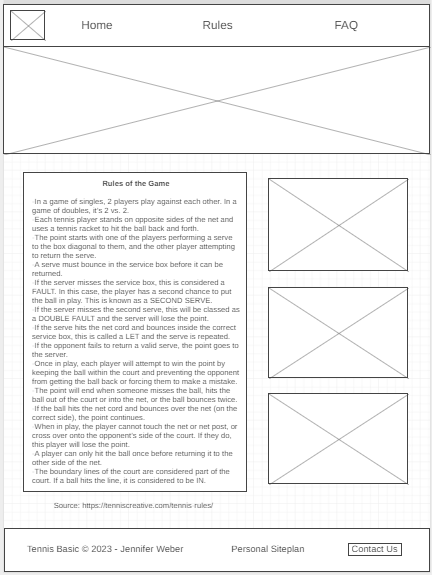 Home Rules FAQ
Rules of the Game
·In a game of singles, 2 players play against each other. In a
game of doubles, it's 2 vs. 2.
·Each tennis player stands on opposite sides of the net and
uses a tennis racket to hit the ball back and forth.
·The point starts with one of the players performing a serve
to the box diagonal to them, and the other player attempting
to return the serve.
·A serve must bounce in the service box before it can be
returned.
·If the server misses the service box, this is considered a
FAULT. In this case, the player has a second chance to put
the ball in play. This is known as a SECOND SERVE.
·If the server misses the second serve, this will be classed as
a DOUBLE FAULT and the server will lose the point.
·If the serve hits the net cord and bounces inside the correct
service box, this is called a LET and the serve is repeated.
·If the opponent fails to return a valid serve, the point goes to
the server.
·Once in play, each player will attempt to win the point by
keeping the ball within the court and preventing the opponent
from getting the ball back or forcing them to make a mistake.
·The point will end when someone misses the ball, hits the
ball out of the court or into the net, or the ball bounces twice.
·If the ball hits the net cord and bounces over the net (on the
correct side), the point continues.
·When in play, the player cannot touch the net or net post, or
cross over onto the opponent's side of the court. If they do,
this player will lose the point.
·A player can only hit the ball once before returning it to the
other side of the net.
·The boundary lines of the court are considered part of the
court. If a ball hits the line, it is considered to be IN.
Source: https://tenniscreative.com/tennis-rules/
Tennis Basic © 2023 - Jennifer Weber Personal Siteplan Contact Us